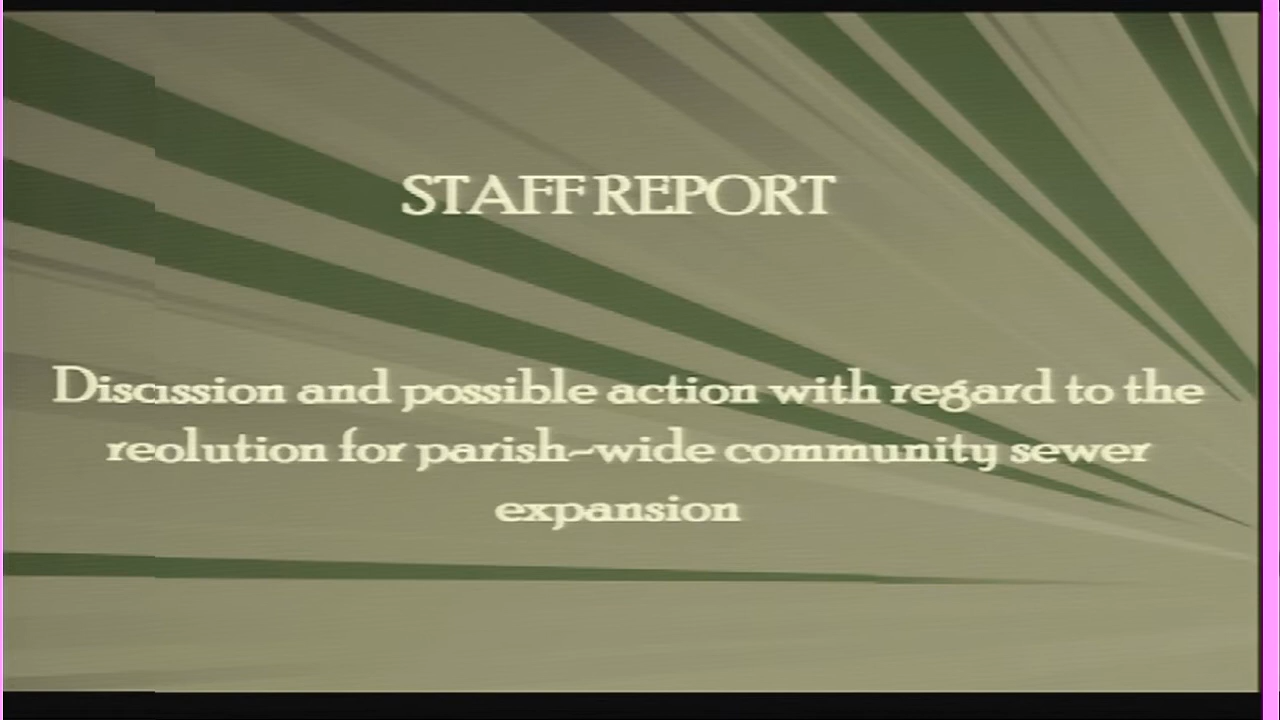 STAFF REPORT
Discussion and possible action with regard to the
reolution for parish-wide community sewer
expansion